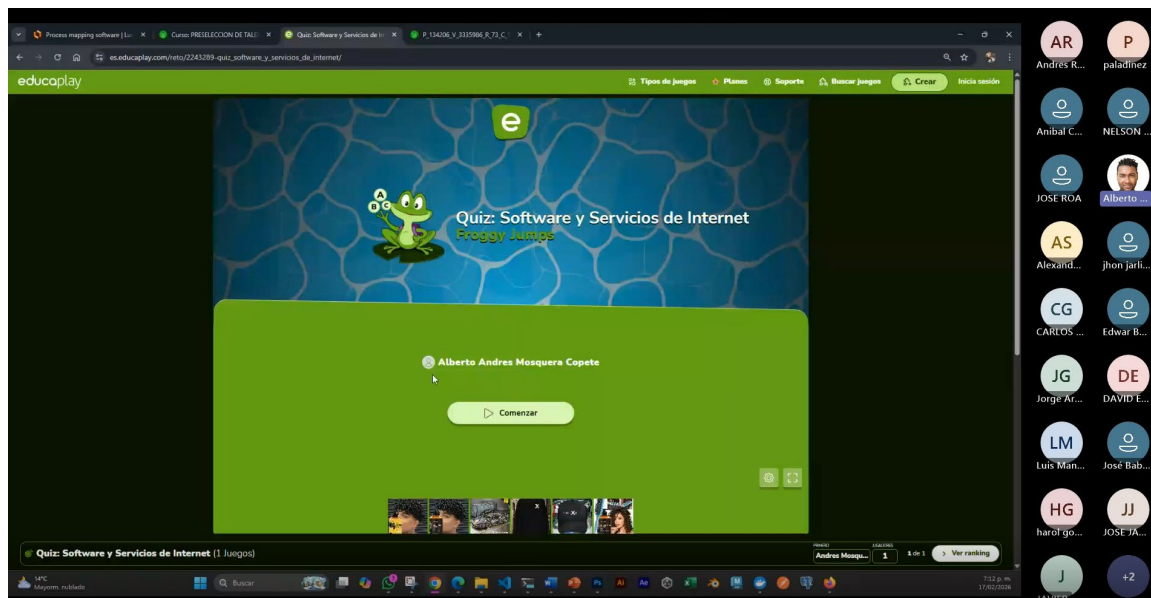 Process mapping software | Lu
Curso: PRESELECCION DE TALE
Quiz: Software y Servicios de In
P_134206_V_3335986_R_73_C_
es.educaplay.com/reto/2243289-quiz_software_y_servicios_de_internet/
educaplay
Tipos de juegos
Planes
Soporte
Buscar juegos
Crear
Inicia sesión
e
A
B
C
Quiz: Software y Servicios de Internet
Froggy Jumps
Alberto Andres Mosquera Copete
Comenzar
Quiz: Software y Servicios de Internet (1 Juegos)
PRIMERO
Andres Mosqu...
JUGADORES
1
1 de 1
Ver ranking
14°C
Mayorm. nublado
Buscar
7:12 p. m.
17/02/2026
AR
Andres R...
P
paladinez
Anibal C...
NELSON ...
JOSE ROA
Alberto ...
AS
Alexand...
jhon jarli...
CG
CARLOS ...
Edwar B...
JG
Jorge Ar...
DE
DAVID E...
LM
Luis Man...
José Bab...
HG
harol go...
JJ
JOSE JA...
J
JAVIER
+2